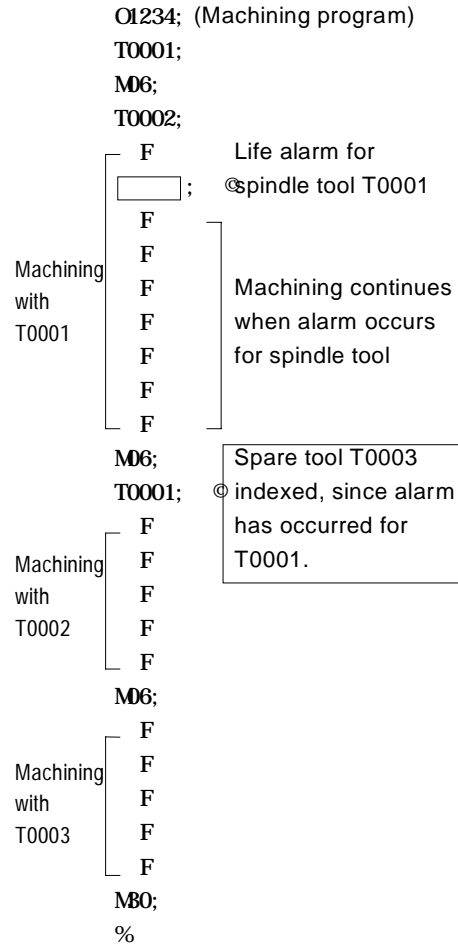 O1234; (Machining program)
T0001;
M06;
T0002;
F Life alarm for
; © spindle tool T0001
F
F
Machining F Machining continues
with F when alarm occurs
T0001 F for spindle tool
F
F
M06; Spare tool T0003
T0001; © indexed, since alarm
F has occurred for
Machining F T0001.
with F
T0002 F
F
M06;
F
Machining F
with F
T0003 F
F
M30;
%